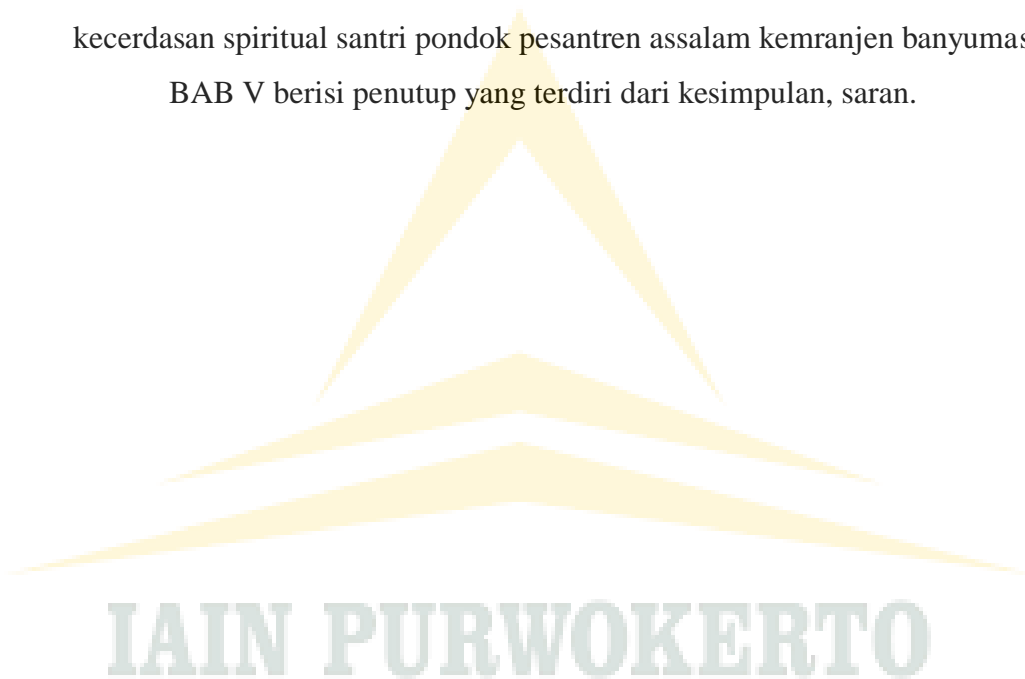 kecerdasan spiritual santri pondok pesantren assalam kemranjen banyumas
BAB V berisi penutup yang terdiri dari kesimpulan, saran.
IAIN PURWOKERTO